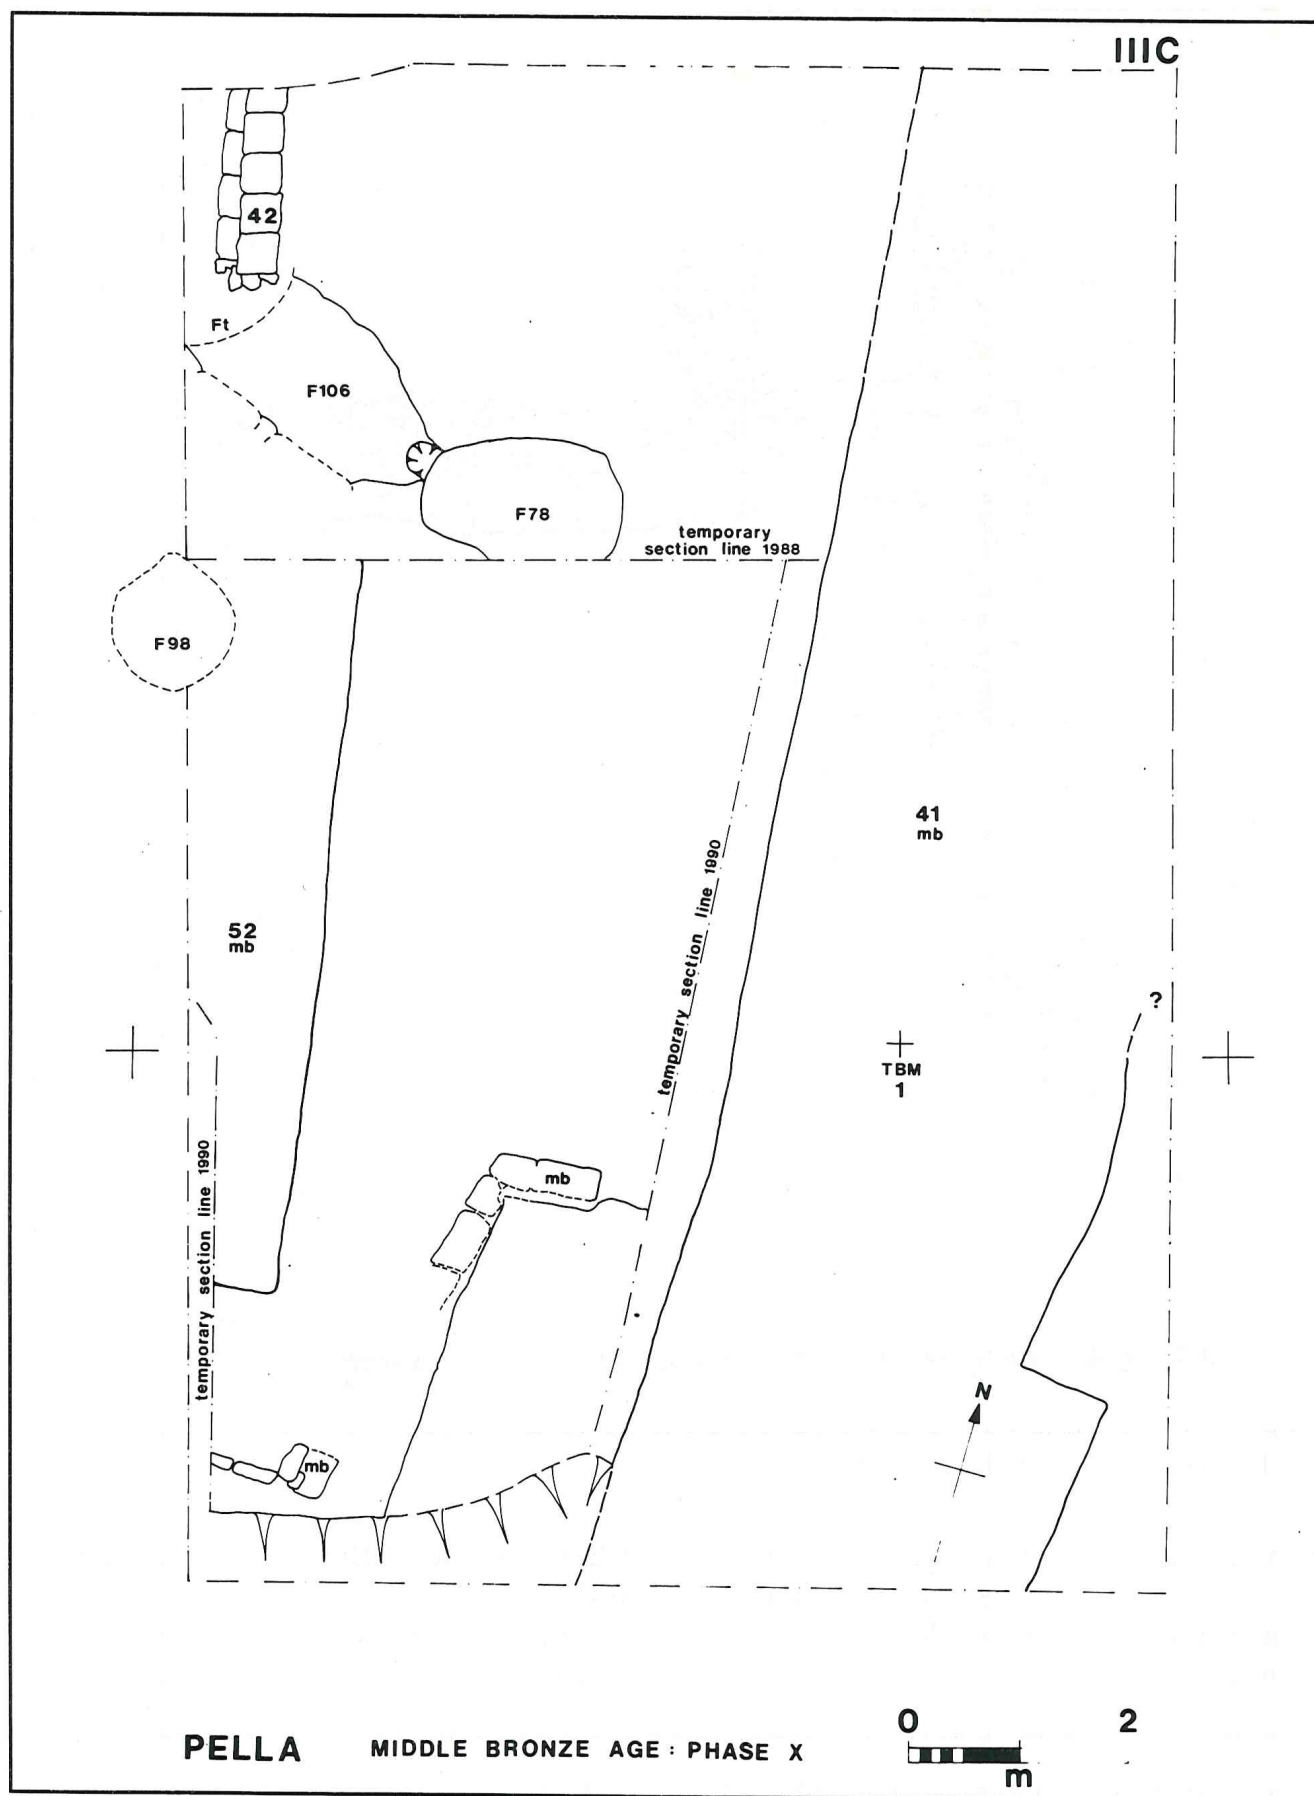 IIIC
42
Ft
F106
F78
temporary
section line 1988
F98
41
mb
temporary section line 1990
52
mb
?
TBM
1
temporary section line 1990
mb
N
mb
0 2
m
PELLA MIDDLE BRONZE AGE : PHASE X